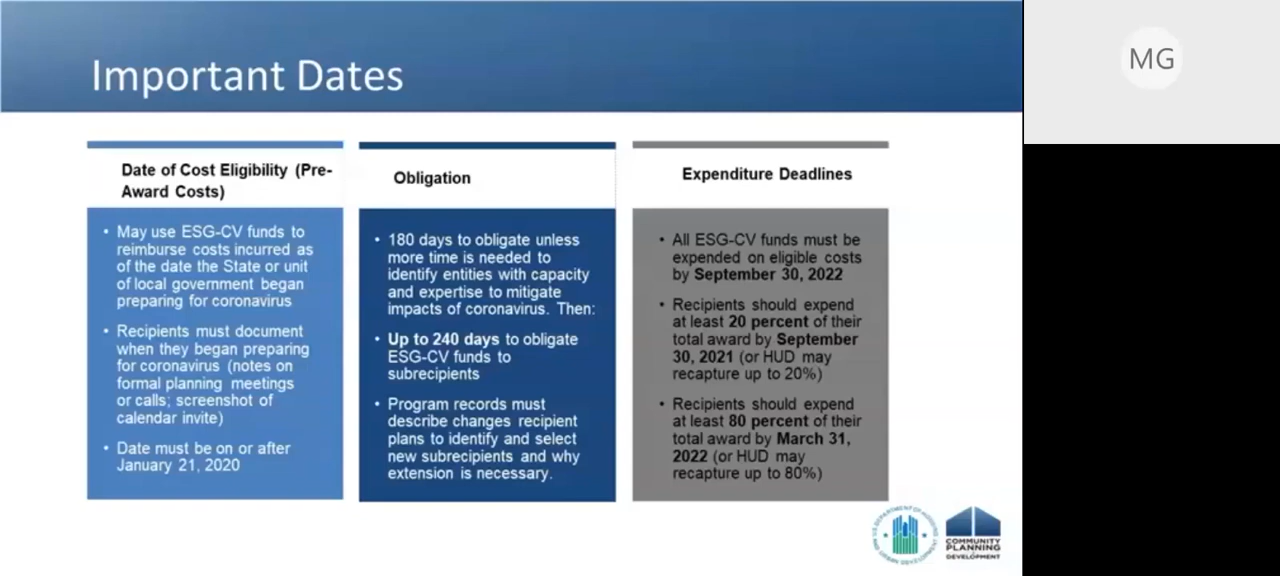 Important Dates
MG
Date of Cost Eligibility (Pre-
Award Costs)
• May use ESG-CV funds to
reimburse costs incurred as
of the date the State or unit
of local government began
preparing for coronavirus
• Recipients must document
when they began preparing
for coronavirus (notes on
formal planning meetings
or calls; screenshot of
calendar invite)
• Date must be on or after
January 21, 2020
Obligation
• 180 days to obligate unless
more time is needed to
identify entities with capacity
and expertise to mitigate
impacts of coronavirus. Then:
• Up to 240 days to obligate
ESG-CV funds to
subrecipients
• Program records must
describe changes recipient
plans to identify and select
new subrecipients and why
extension is necessary.
Expenditure Deadlines
• All ESG-CV funds must be
expended on eligible costs
by September 30, 2022
• Recipients should expend
at least 20 percent of their
total award by September
30, 2021 (or HUD may
recapture up to 20%)
• Recipients should expend
at least 80 percent of their
total award by March 31,
2022 (or HUD may
recapture up to 80%)
COMMUNITY
PLANNING
DEVELOPMENT